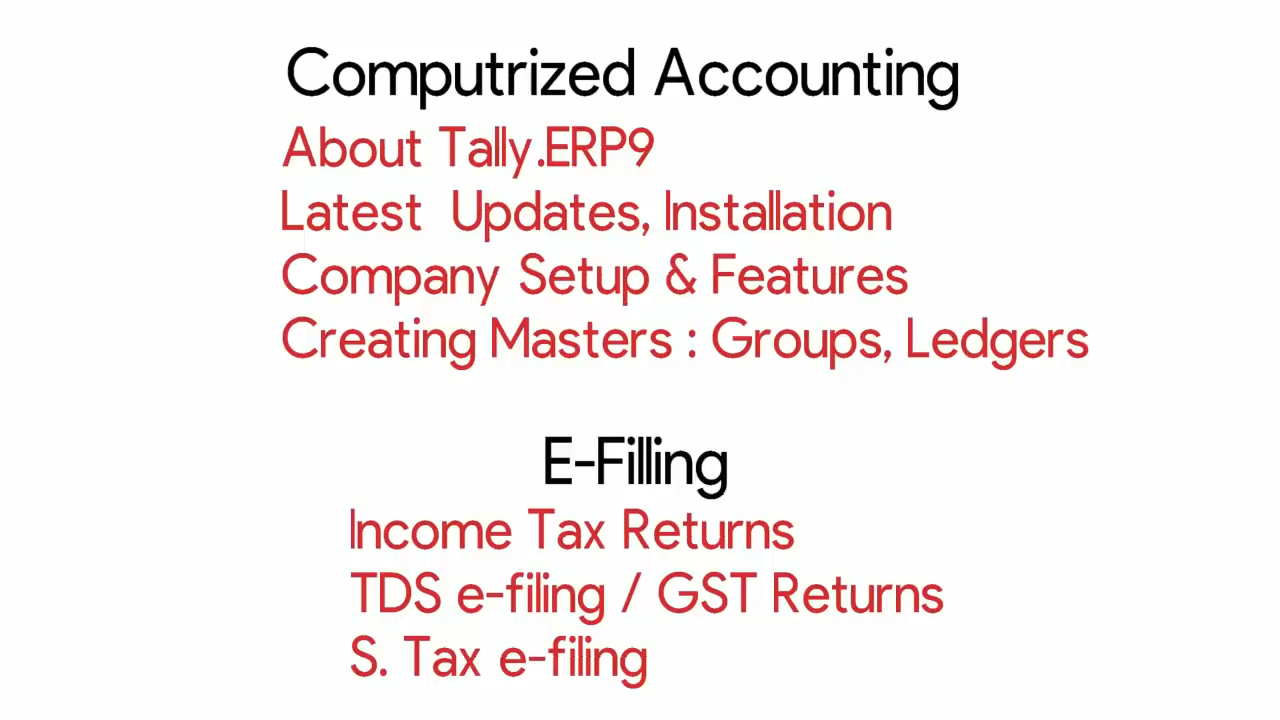 Computrized Accounting
About Tally.ERP9
Latest Updates, Installation
Company Setup & Features
Creating Masters : Groups, Ledgers
E-Filling
Income Tax Returns
TDS e-filing / GST Returns
S. Tax e-filing